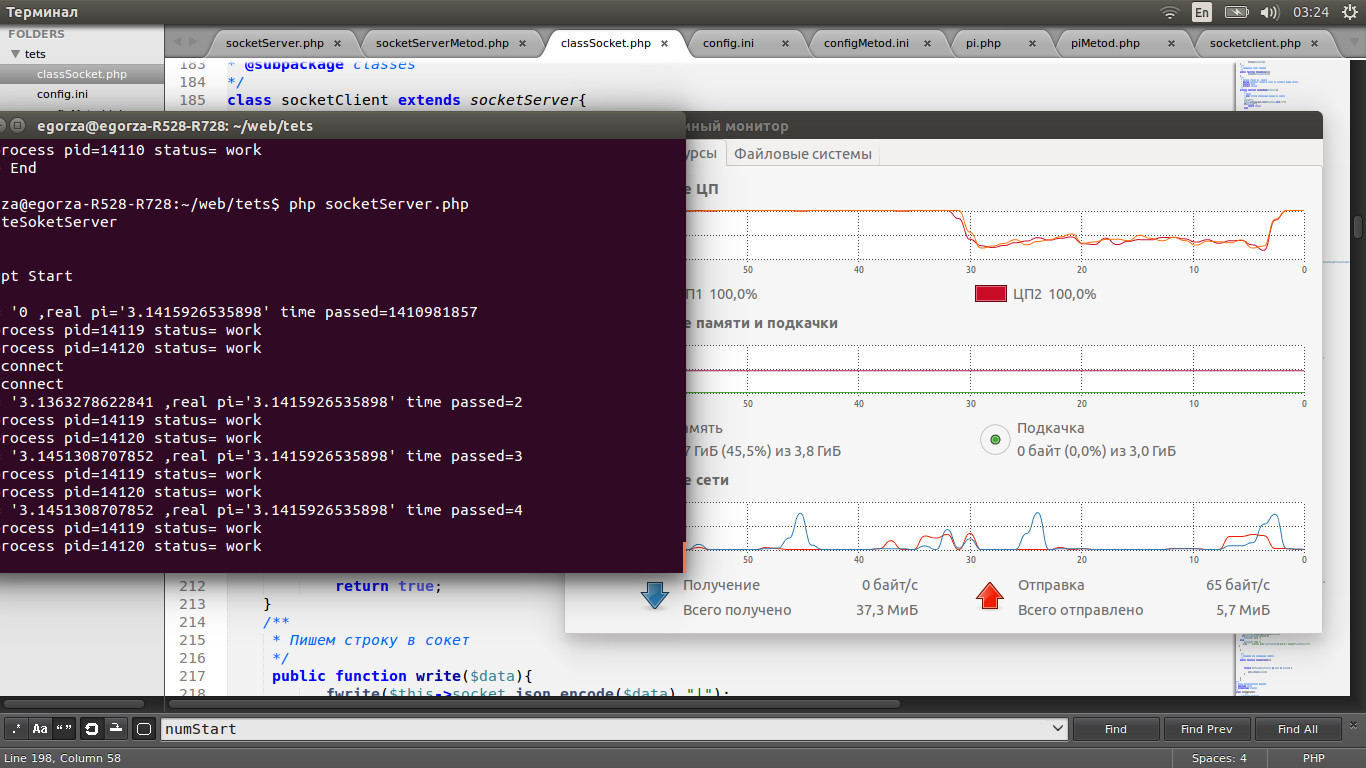 Терминал
En
03:24
FOLDERS
tets
classSocket.php
config.ini
socketServer.php ×
socketServerMetod.php ×
classSocket.php ×
config.ini ×
configMetod.ini ×
pi.php ×
piMetod.php ×
socketclient.php ×
183 * @subpackage classes
184 */
185 class socketClient extends socketServer{
egorza@egorza-R528-R728: ~/web/tets
rocess pid=14110 status= work
End
za@egorza-R528-R728:~/web/tets$ php socketServer.php
teSoketServer
pt Start
'0 ,real pi='3.1415926535898' time passed=1410981857
rocess pid=14119 status= work
rocess pid=14120 status= work
connect
connect
'3.1363278622841 ,real pi='3.1415926535898' time passed=2
rocess pid=14119 status= work
rocess pid=14120 status= work
'3.1451308707852 ,real pi='3.1415926535898' time passed=3
rocess pid=14119 status= work
rocess pid=14120 status= work
'3.1451308707852 ,real pi='3.1415926535898' time passed=4
rocess pid=14119 status= work
rocess pid=14120 status= work
мный монитор
урсы
Файловые системы
е ЦП
50 40 30 20 10 0
П1 100,0%
ЦП2 100,0%
е памяти и подкачки
50 40 30 20 10 0
мять
7 ГиБ (45,5%) из 3,8 ГиБ
Подкачка
0 байт (0,0%) из 3,0 ГиБ
е сети
50 40 30 20 10 0
Получение 0 байт/с
Всего получено 37,3 МиБ
Отправка 65 байт/с
Всего отправлено 5,7 МиБ
212 return true;
213 }
214 /**
215 * Пишем строку в сокет
216 */
217 public function write($data){
218 fwrite($this->socket,json_encode($data)."|");
.* Aa “”
numStart
Find
Find Prev
Find All
×
Line 198, Column 58
Spaces: 4
PHP